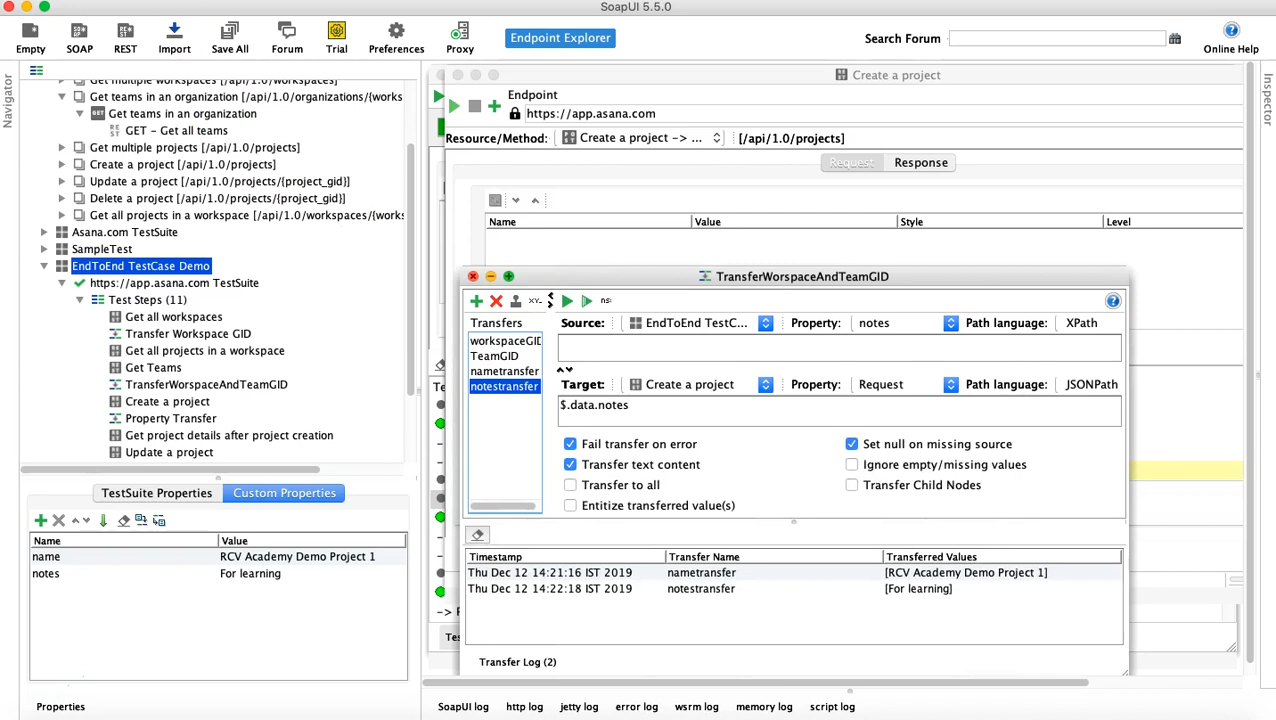 SoapUI 5.5.0
Empty SOAP REST Import Save All Forum Trial Preferences Proxy Endpoint Explorer Search Forum Online Help
Navigator
Inspector
Get multiple workspaces [/api/1.0/workspaces]
Get teams in an organization [/api/1.0/organizations/{works
GET Get teams in an organization
REST GET - Get all teams
Get multiple projects [/api/1.0/projects]
Create a project [/api/1.0/projects]
Update a project [/api/1.0/projects/{project_gid}]
Delete a project [/api/1.0/projects/{project_gid}]
Get all projects in a workspace [/api/1.0/workspaces/{works
Asana.com TestSuite
SampleTest
EndToEnd TestCase Demo
https://app.asana.com TestSuite
Test Steps (11)
Get all workspaces
Transfer Workspace GID
Get all projects in a workspace
Get Teams
TransferWorspaceAndTeamGID
Create a project
Property Transfer
Get project details after project creation
Update a project
TestSuite Properties Custom Properties
Name Value
name RCV Academy Demo Project 1
notes For learning
Properties
Create a project
Endpoint
https://app.asana.com
Resource/Method: Create a project -> ... [/api/1.0/projects]
Request Response
Name Value Style Level
TransferWorspaceAndTeamGID
XY- ns:
Transfers
workspaceGID
TeamGID
nametransfer
notestransfer
Source: EndToEnd TestC... Property: notes Path language: XPath
Target: Create a project Property: Request Path language: JSONPath
$.data.notes
Fail transfer on error Set null on missing source
Transfer text content Ignore empty/missing values
Transfer to all Transfer Child Nodes
Entitize transferred value(s)
Timestamp Transfer Name Transferred Values
Thu Dec 12 14:21:16 IST 2019 nametransfer [RCV Academy Demo Project 1]
Thu Dec 12 14:22:18 IST 2019 notestransfer [For learning]
Transfer Log (2)
SoapUI log http log jetty log error log wsrm log memory log script log